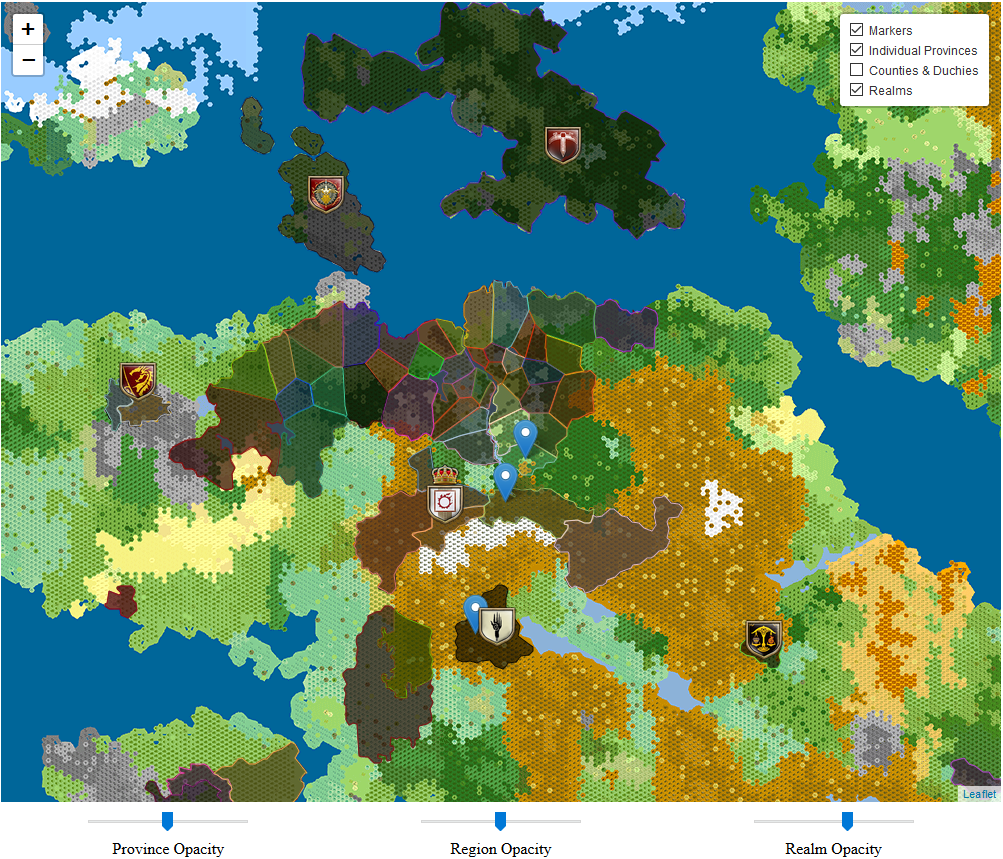 +
−
Markers
Individual Provinces
Counties & Duchies
Realms
Leaflet
Province Opacity
Region Opacity
Realm Opacity